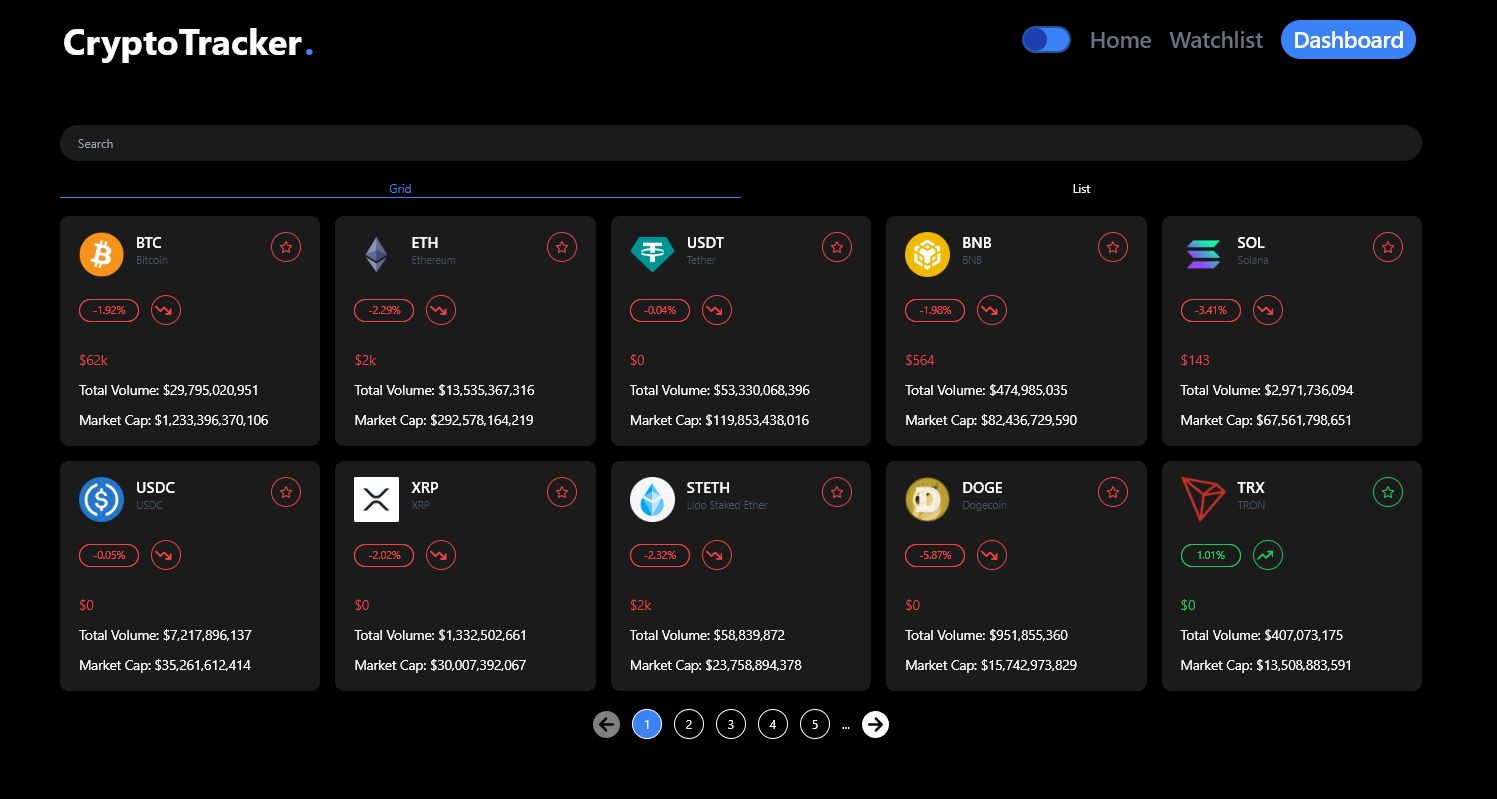 CryptoTracker.
Home Watchlist Dashboard
Search
Grid List
BTC
Bitcoin
-1.92%
$62k
Total Volume: $29,795,020,951
Market Cap: $1,233,396,370,106
ETH
Ethereum
-2.29%
$2k
Total Volume: $13,535,367,316
Market Cap: $292,578,164,219
USDT
Tether
-0.04%
$0
Total Volume: $53,330,068,396
Market Cap: $119,853,438,016
BNB
BNB
-1.98%
$564
Total Volume: $474,985,035
Market Cap: $82,436,729,590
SOL
Solana
-3.41%
$143
Total Volume: $2,971,736,094
Market Cap: $67,561,798,651
USDC
USDC
-0.05%
$0
Total Volume: $7,217,896,137
Market Cap: $35,261,612,414
XRP
XRP
-2.02%
$0
Total Volume: $1,332,502,661
Market Cap: $30,007,392,067
STETH
Lido Staked Ether
-2.32%
$2k
Total Volume: $58,839,872
Market Cap: $23,758,894,378
DOGE
Dogecoin
-5.87%
$0
Total Volume: $951,855,360
Market Cap: $15,742,973,829
TRX
TRON
1.01%
$0
Total Volume: $407,073,175
Market Cap: $13,508,883,591
1 2 3 4 5 ...